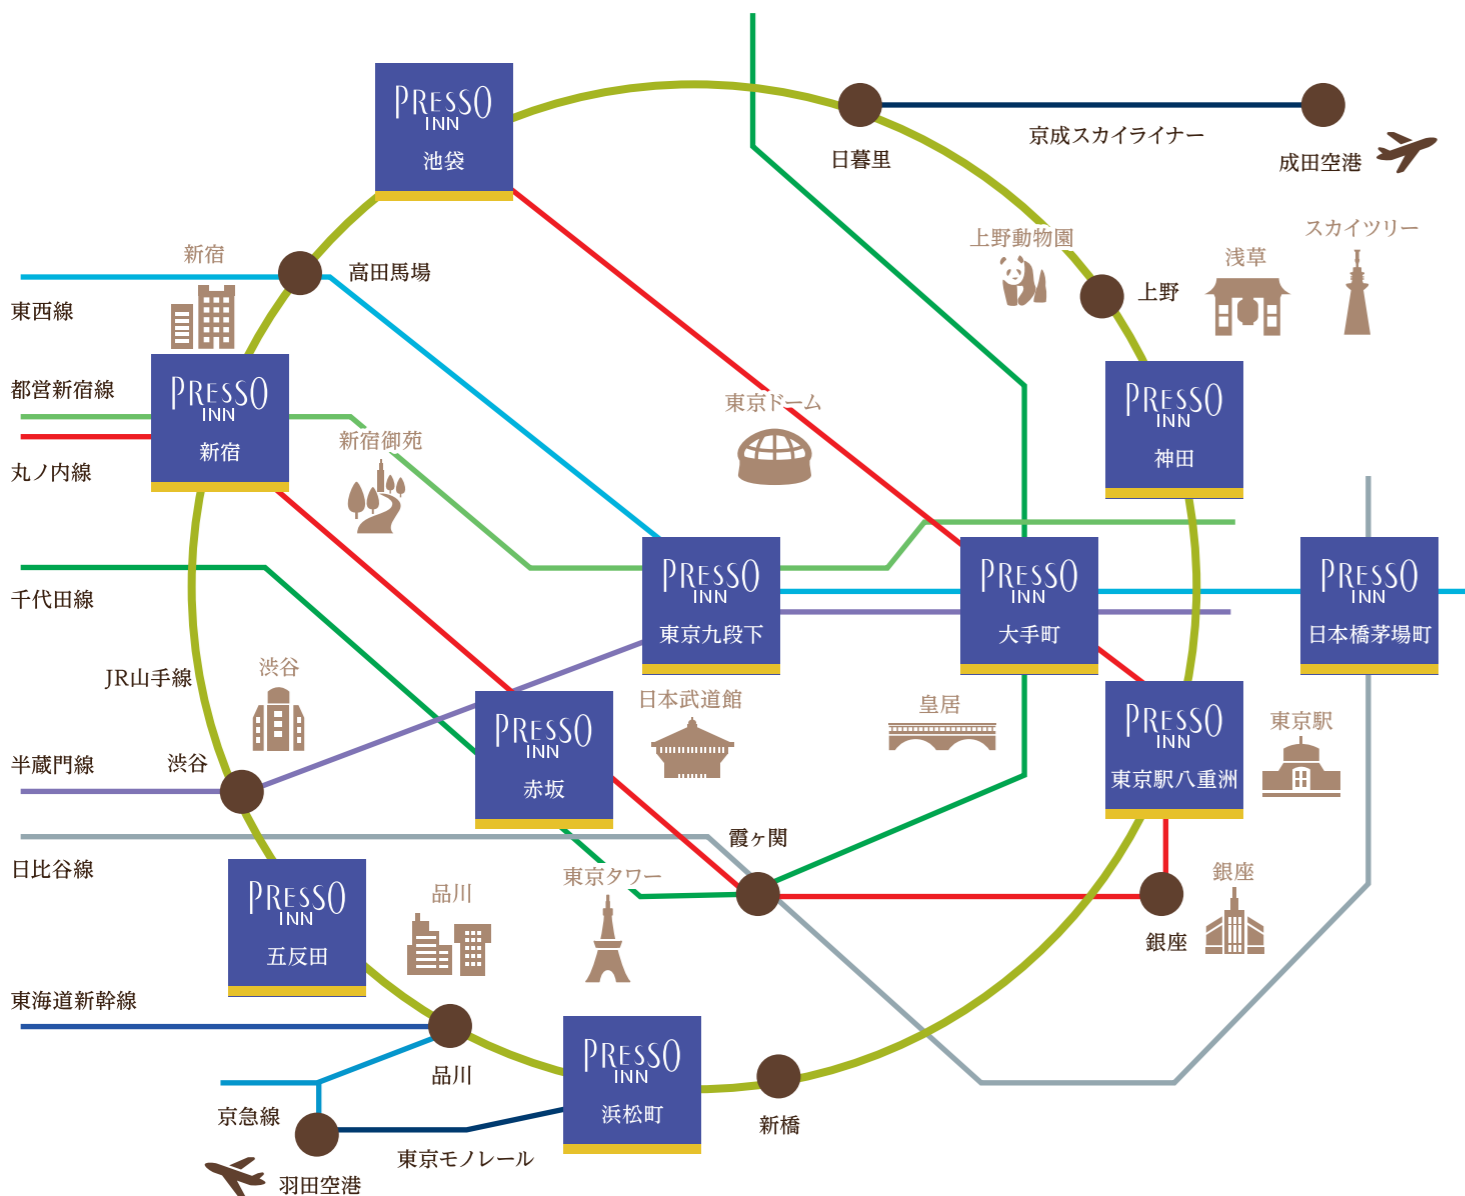 PRESSO
INN
池袋
日暮里
京成スカイライナー
成田空港
スカイツリー
上野動物園
新宿
浅草
高田馬場
上野
東西線
都営新宿線
PRESSO
INN
新宿
東京ドーム
PRESSO
INN
神田
新宿御苑
丸ノ内線
千代田線
PRESSO
INN
東京九段下
PRESSO
INN
大手町
PRESSO
INN
日本橋茅場町
JR山手線
渋谷
日本武道館
皇居
東京駅
PRESSO
INN
赤坂
PRESSO
INN
東京駅八重洲
半蔵門線
渋谷
霞ヶ関
日比谷線
東京タワー
銀座
品川
PRESSO
INN
五反田
銀座
東海道新幹線
品川
PRESSO
INN
浜松町
京急線
新橋
東京モノレール
羽田空港